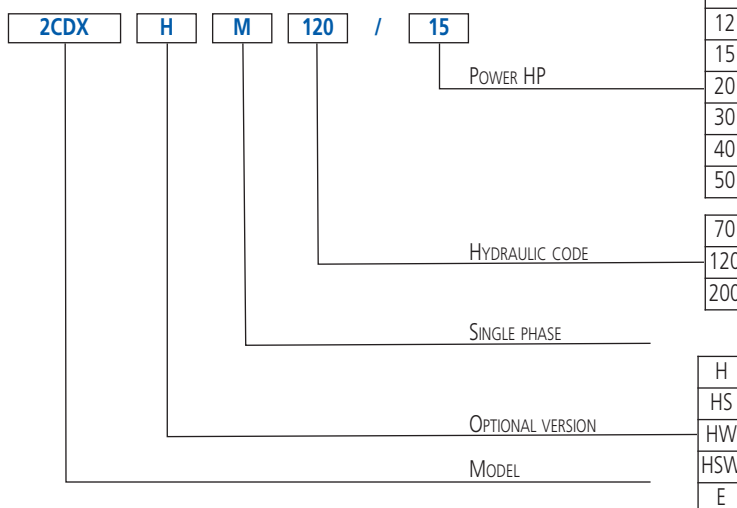 2CDX H M 120 / 15
12
15
POWER HP
20
30
40
50
70
HYDRAULIC CODE
120
200
SINGLE PHASE
H
HS
OPTIONAL VERSION
HW
HSW
MODEL
E